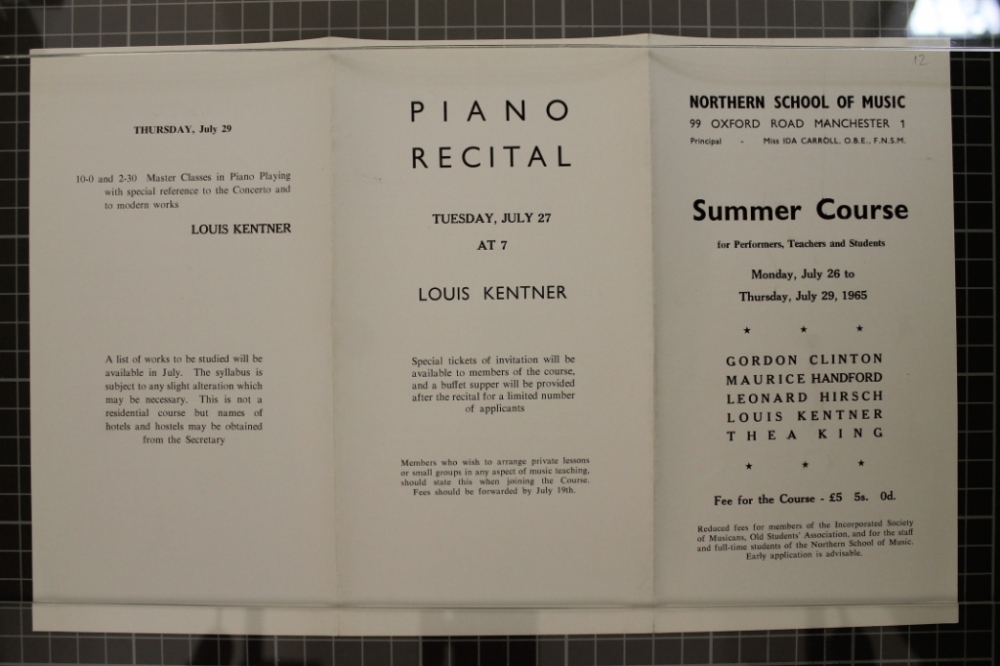 THURSDAY, July 29
10-0 and 2-30 Master Classes in Piano Playing
with special reference to the Concerto and
to modern works
LOUIS KENTNER
A list of works to be studied will be
available in July. The syllabus is
subject to any slight alteration which
may be necessary. This is not a
residential course but names of
hotels and hostels may be obtained
from the Secretary
PIANO
RECITAL
TUESDAY, JULY 27
AT 7
LOUIS KENTNER
Special tickets of invitation will be
available to members of the course,
and a buffet supper will be provided
after the recital for a limited number
of applicants
Members who wish to arrange private lessons
or small groups in any aspect of music teaching,
should state this when joining the Course.
Fees should be forwarded by July 19th.
12
NORTHERN SCHOOL OF MUSIC
99 OXFORD ROAD MANCHESTER 1
Principal - Miss IDA CARROLL, O.B.E., F.N.S.M.
Summer Course
for Performers, Teachers and Students
Monday, July 26 to
Thursday, July 29, 1965
★ ★ ★
GORDON CLINTON
MAURICE HANDFORD
LEONARD HIRSCH
LOUIS KENTNER
THEA KING
★ ★ ★
Fee for the Course - £5 5s. 0d.
Reduced fees for members of the Incorporated Society
of Musicans, Old Students' Association, and for the staff
and full-time students of the Northern School of Music.
Early application is advisable.